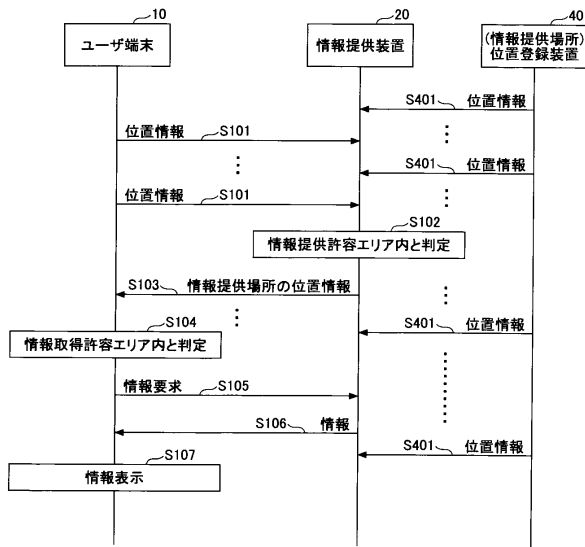 10
20
40
ユーザ端末
情報提供装置
(情報提供場所)
位置登録装置
S401 位置情報
位置情報 S101
S401 位置情報
位置情報 S101
S102
情報提供許容エリア内と判定
S103 情報提供場所の位置情報
S104
情報取得許容エリア内と判定
S401 位置情報
情報要求 S105
S106 情報
S401 位置情報
S107
情報表示